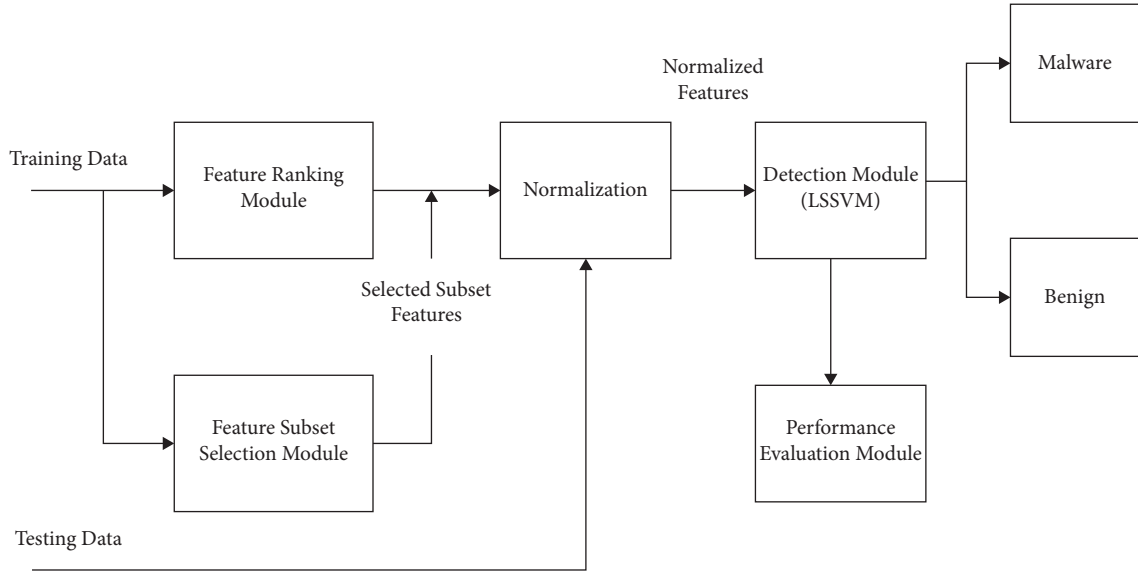 Training Data
Feature Ranking
Module
Selected Subset
Features
Feature Subset
Selection Module
Testing Data
Normalization
Normalized
Features
Detection Module
(LSSVM)
Performance
Evaluation Module
Malware
Benign